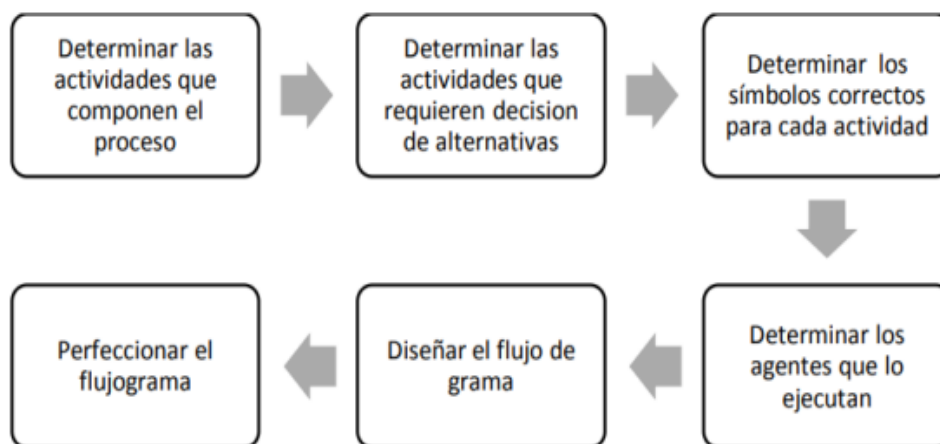 Determinar las
actividades que
componen el
proceso
Determinar las
actividades que
requieren decision
de alternativas
Determinar los
símbolos correctos
para cada actividad
Determinar los
agentes que lo
ejecutan
Diseñar el flujo de
grama
Perfeccionar el
flujograma